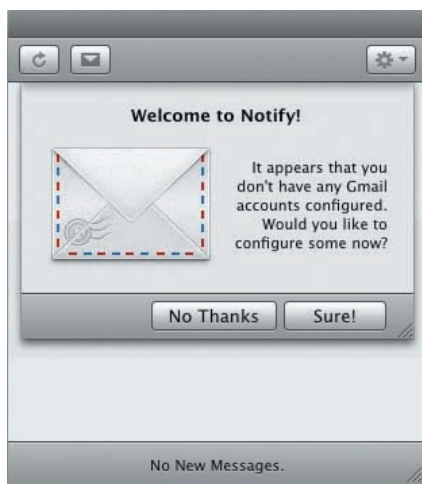 Welcome to Notify!
It appears that you
don't have any Gmail
accounts configured.
Would you like to
configure some now?
No Thanks
Sure!
No New Messages.